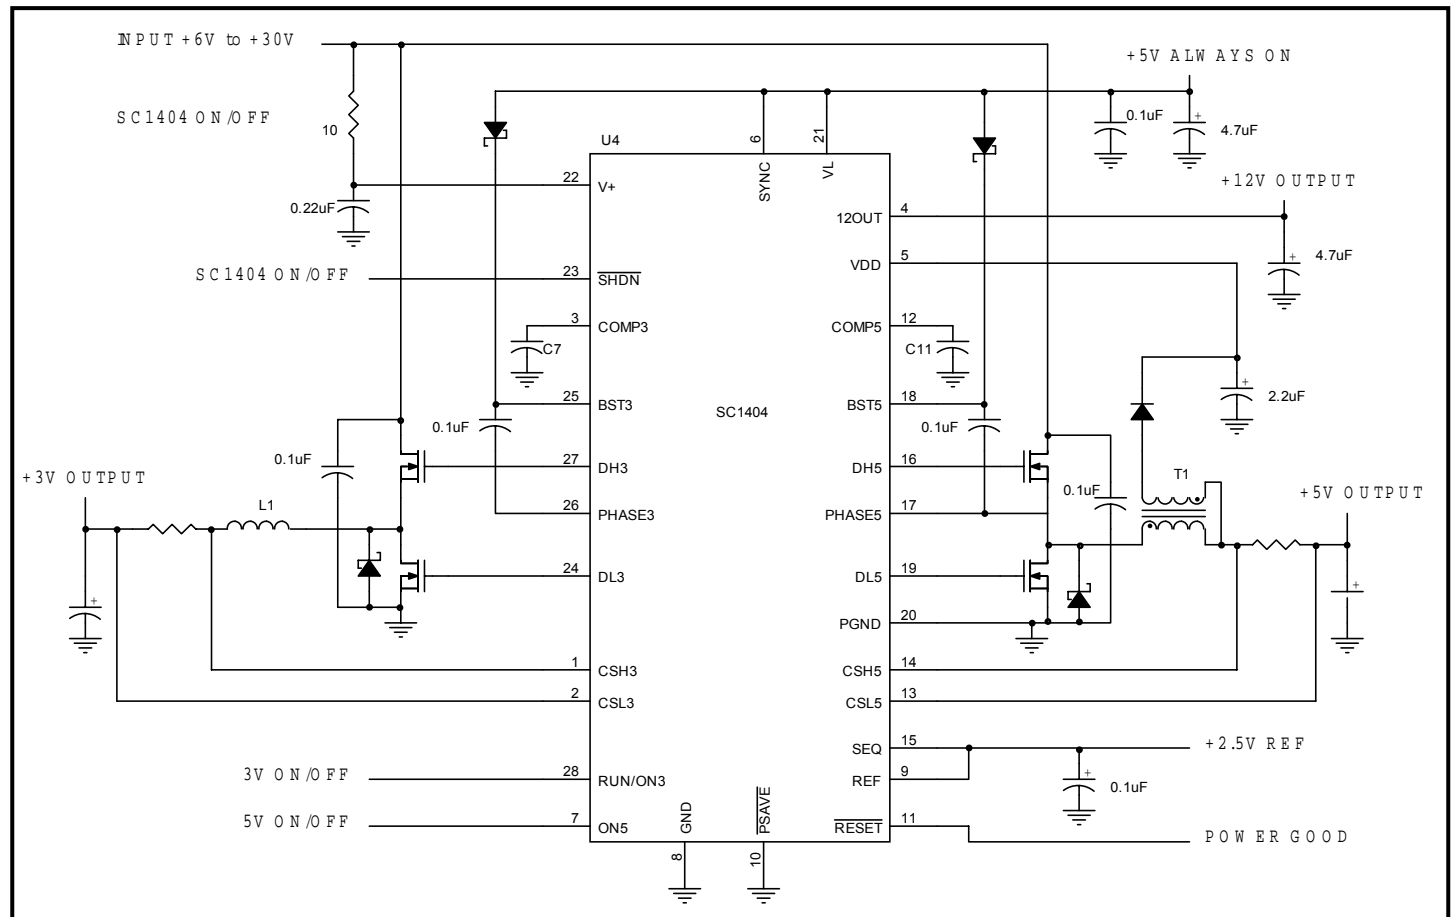 INPUT +6V to +30V
+5V ALWAYS ON
SC1404 ON/OFF
10
0.1uF
4.7uF
U4
6
21
SYNC
VL
22
V+
0.22uF
+12V OUTPUT
12OUT
4
VDD
5
4.7uF
SC1404 ON/OFF
23
SHDN
3
COMP3
COMP5
12
C7
C11
25
BST3
SC1404
BST5
18
0.1uF
0.1uF
2.2uF
27
DH3
DH5
16
0.1uF
+3V OUTPUT
T1
0.1uF
+5V OUTPUT
L1
26
PHASE3
PHASE5
17
24
DL3
DL5
19
PGND
20
1
CSH3
CSH5
14
2
CSL3
CSL5
13
SEQ
15
+2.5V REF
3V ON/OFF
28
RUN/ON3
REF
9
0.1uF
5V ON/OFF
7
ON5
GND
PSAVE
RESET
11
POWER GOOD
8
10